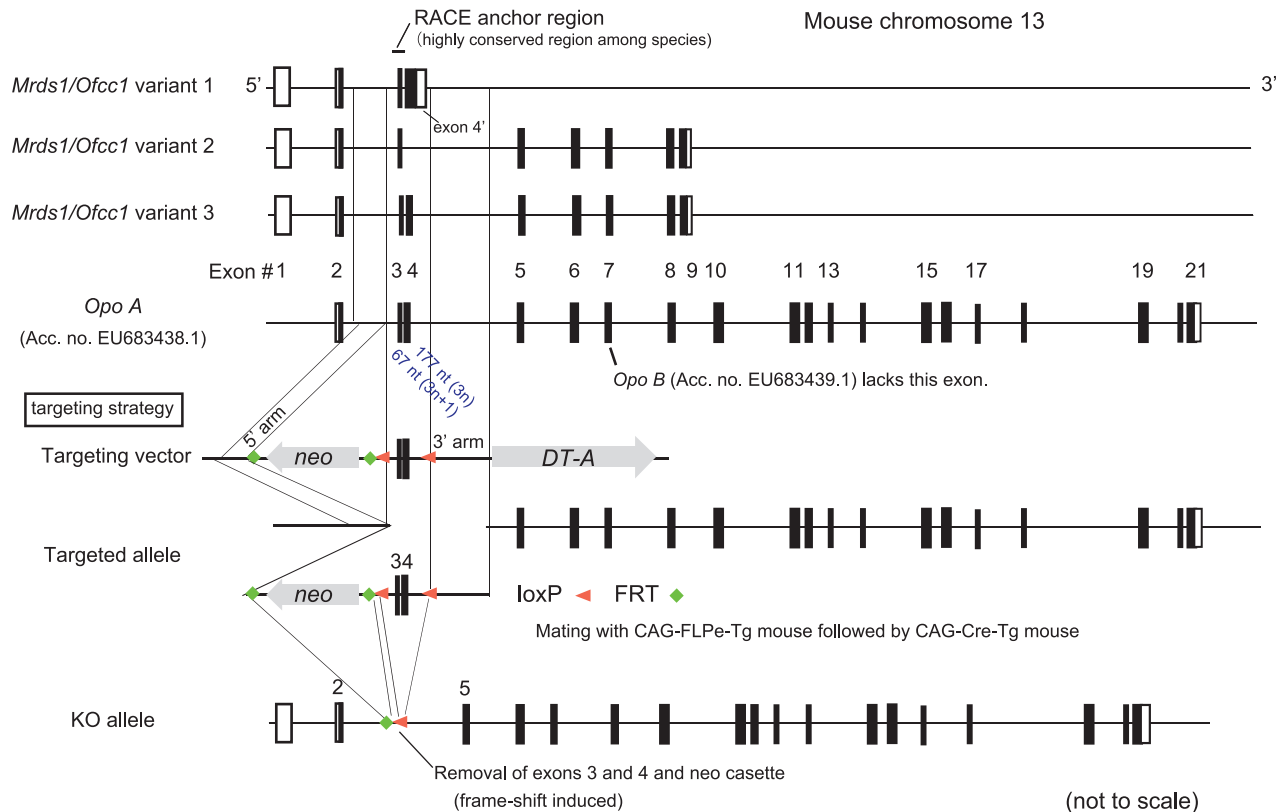 RACE anchor region
(highly conserved region among species)
Mouse chromosome 13
Mrds1/Ofcc1 variant 1
5’
3’
exon 4’
Mrds1/Ofcc1 variant 2
Mrds1/Ofcc1 variant 3
Exon # 1 2 3 4 5 6 7 8 9 10 11 13 15 17 19 21
Opo A
(Acc. no. EU683438.1)
177 nt (3n)
67 nt (3n+1)
Opo B (Acc. no. EU683439.1) lacks this exon.
targeting strategy
5’ arm
Targeting vector
neo
3’ arm
DT-A
Targeted allele
34
neo
loxP
FRT
Mating with CAG-FLPe-Tg mouse followed by CAG-Cre-Tg mouse
2
5
KO allele
Removal of exons 3 and 4 and neo casette
(frame-shift induced)
(not to scale)